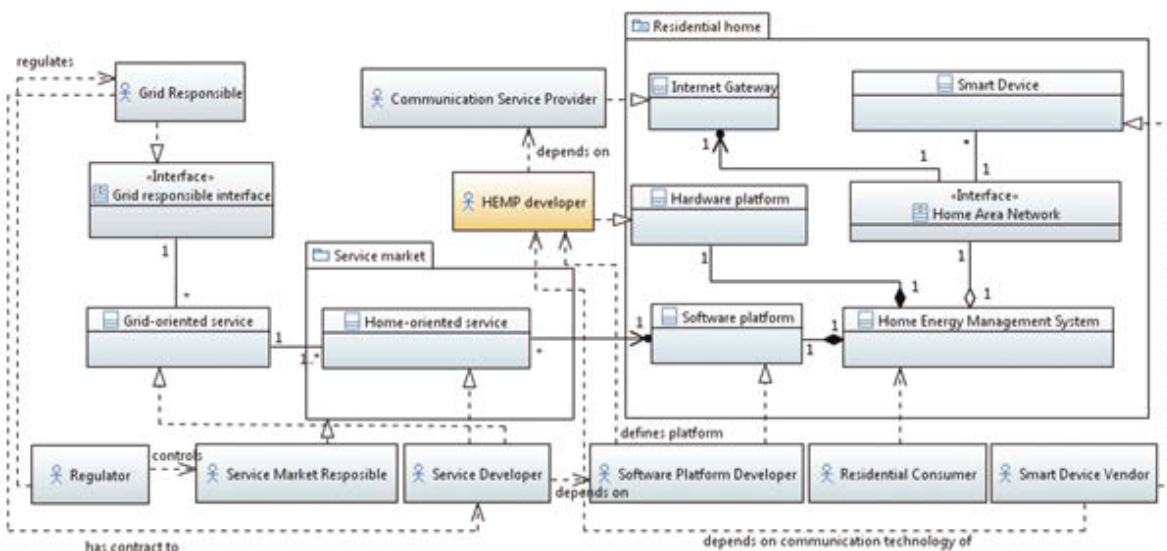 Residential home
regulates
Grid Responsible
Communication Service Provider
Internet Gateway
Smart Device
depends on
1
1
*
1
«Interface»
Grid responsible interface
HEMP developer
Hardware platform
«Interface»
Home Area Network
1
Service market
1
1
1
1
*
Grid-oriented service
Home-oriented service
Software platform
Home Energy Management System
1
1..*
*
1
1
1
defines platform
controls
Regulator
Service Market Resposible
Service Developer
Software Platform Developer
Residential Consumer
Smart Device Vendor
depends on
has contract to
depends on communication technology of